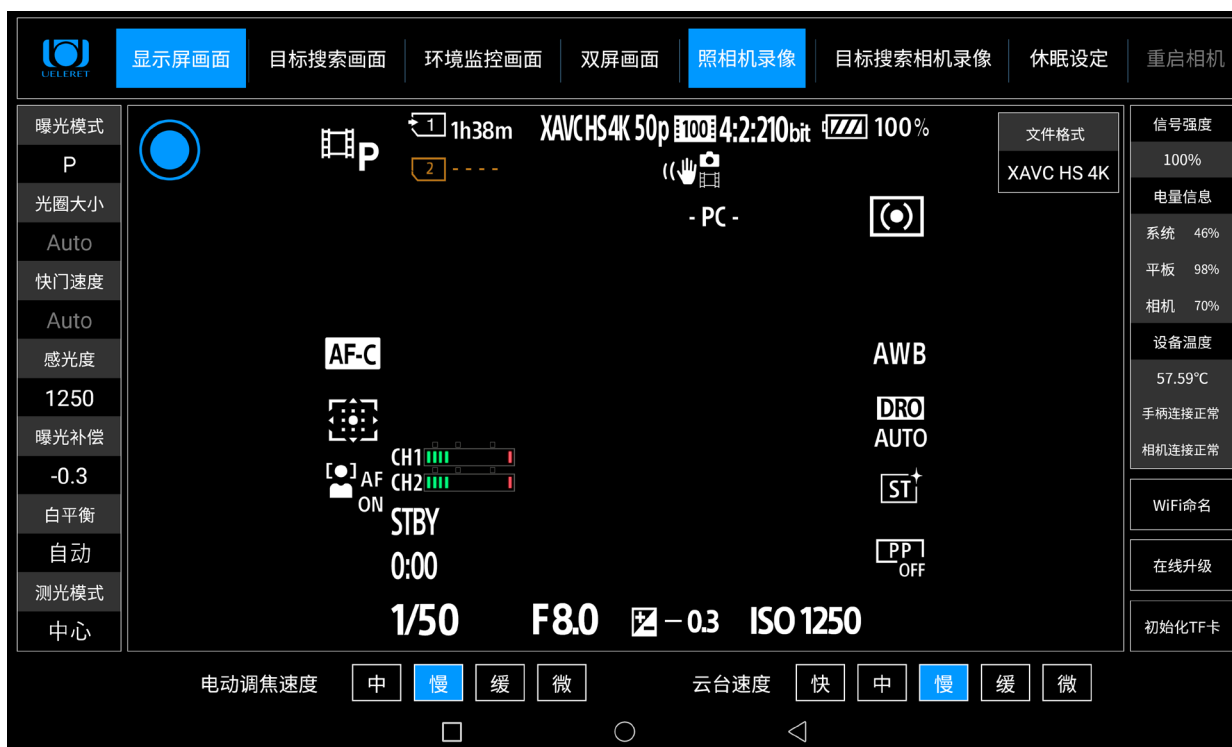 UELERET
显示屏画面 目标搜索画面 环境监控画面 双屏画面 照相机录像 目标搜索相机录像 休眠设定 重启相机
曝光模式
P
光圈大小
Auto
快门速度
Auto
感光度
1250
曝光补偿
-0.3
白平衡
自动
测光模式
中心
P
1 1h38m XAVC HS 4K 50p 100 4:2:2 10bit 100%
2 - - - -
- PC -
文件格式
XAVC HS 4K
AF-C
AWB
DRO
AUTO
CH1
CH2
AF
ON
ST
STBY
0:00
PP
OFF
1/50 F8.0 -0.3 ISO 1250
信号强度
100%
电量信息
系统 46%
平板 98%
相机 70%
设备温度
57.59℃
手柄连接正常
相机连接正常
WiFi命名
在线升级
初始化TF卡
电动调焦速度 中 慢 缓 微 云台速度 快 中 慢 缓 微